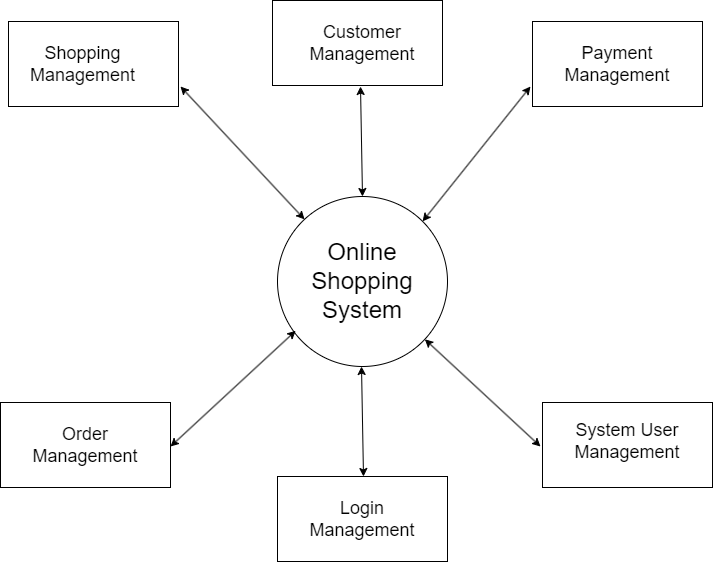 Shopping
Management
Customer
Management
Payment
Management
Online
Shopping
System
Order
Management
Login
Management
System User
Management